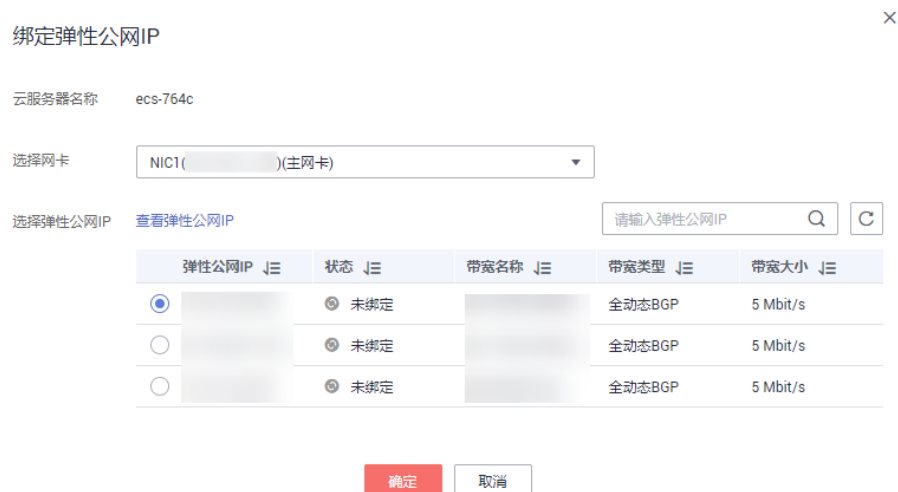 绑定弹性公网IP
云服务器名称 ecs-764c
选择网卡 NIC1( )(主网卡)
选择弹性公网IP 查看弹性公网IP 请输入弹性公网IP
弹性公网IP 状态 带宽名称 带宽类型 带宽大小
未绑定 全动态BGP 5 Mbit/s
未绑定 全动态BGP 5 Mbit/s
未绑定 全动态BGP 5 Mbit/s
确定 取消